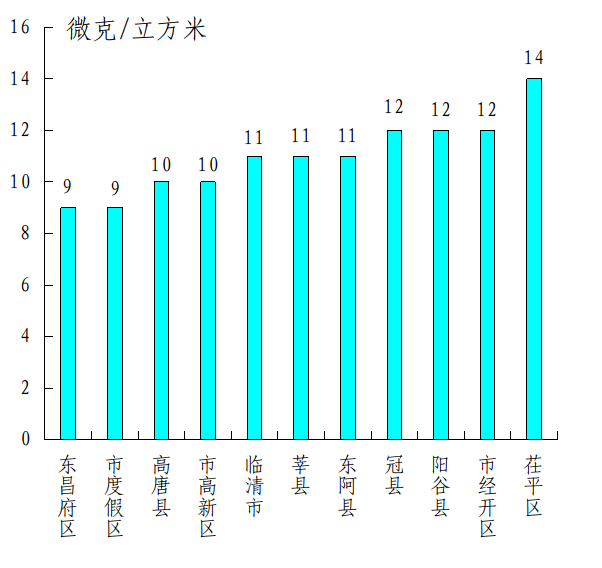 微克/立方米
16
14
12
10
8
6
4
2
0
9
9
10
10
11
11
11
12
12
12
14
东昌府区
市度假区
高唐县
市高新区
临清市
莘县
东阿县
冠县
阳谷县
市经开区
茌平区